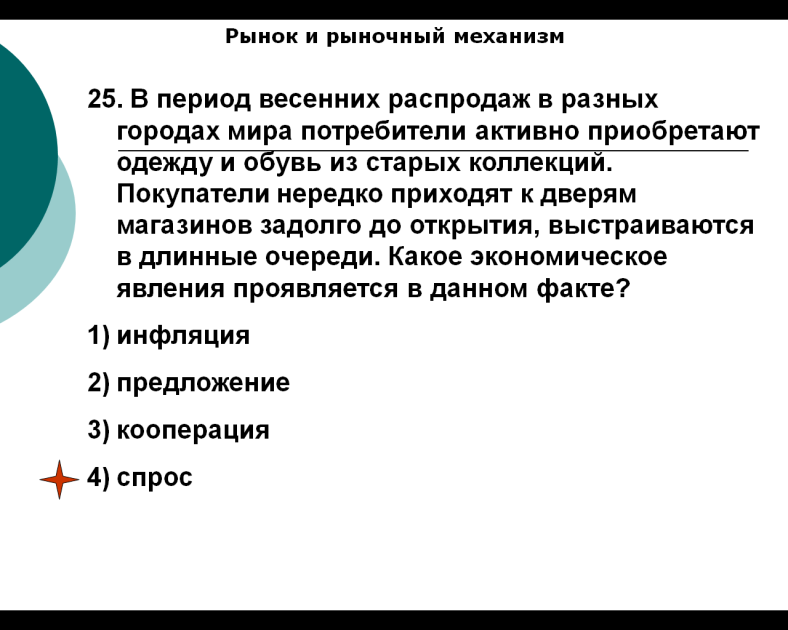 Рынок и рыночный механизм
25. В период весенних распродаж в разных
городах мира потребители активно приобретают
одежду и обувь из старых коллекций.
Покупатели нередко приходят к дверям
магазинов задолго до открытия, выстраиваются
в длинные очереди. Какое экономическое
явления проявляется в данном факте?
1) инфляция
2) предложение
3) кооперация
4) спрос